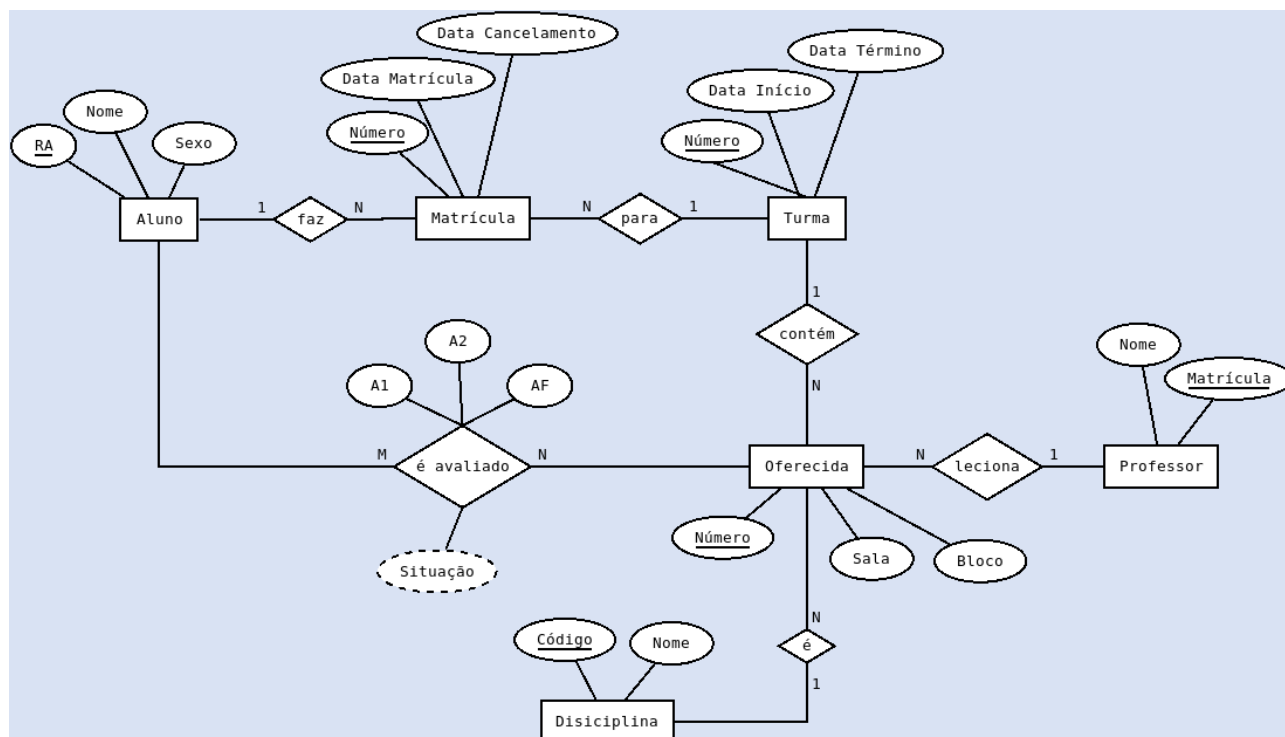 Data Cancelamento
Data Término
Data Matrícula
Data Início
Nome
Número
Número
RA
Sexo
Aluno
1
faz
N
Matrícula
N
para
1
Turma
1
contém
N
A2
A1
AF
Nome
Matrícula
M
é avaliado
N
Oferecida
N
leciona
1
Professor
Número
Sala
Bloco
Situação
N
Código
Nome
é
1
Disiciplina